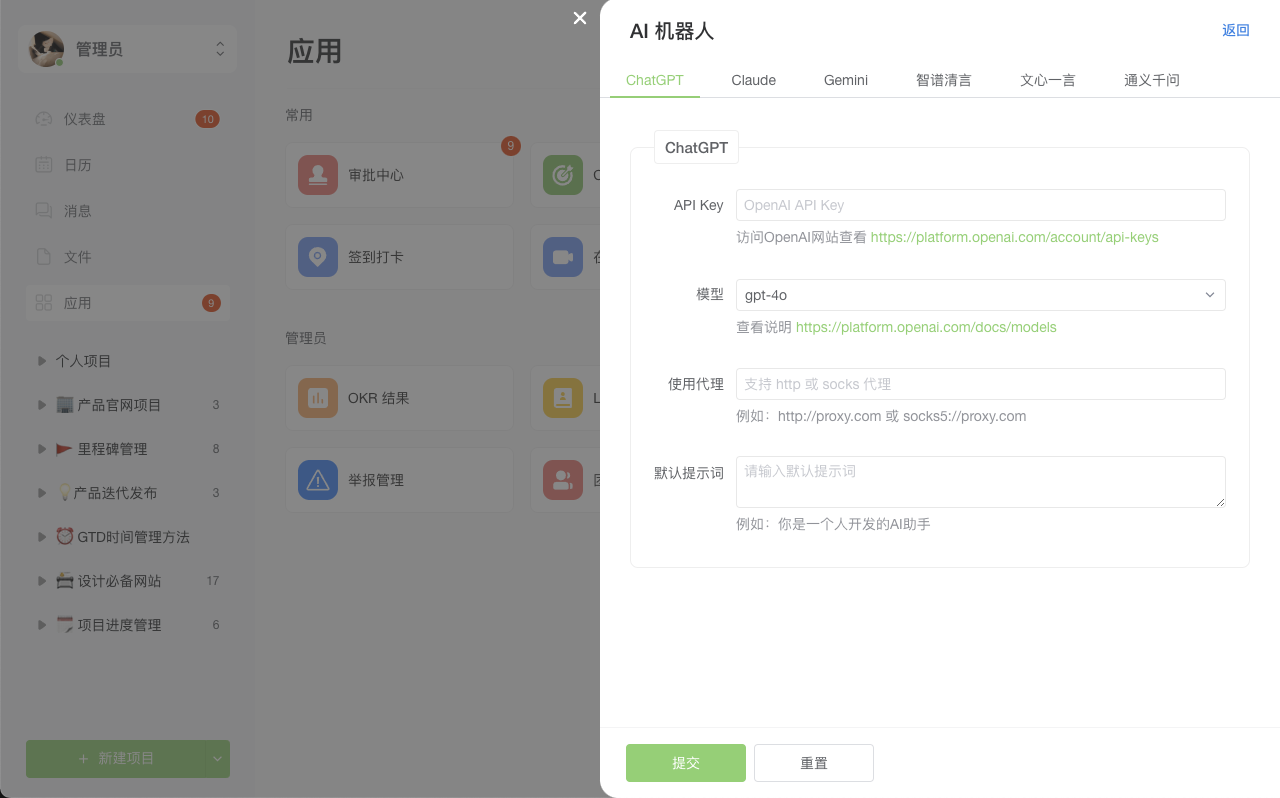 管理员
仪表盘 10
日历
消息
文件
应用 9
个人项目
产品官网项目 3
里程碑管理 8
产品迭代发布 3
GTD时间管理方法
设计必备网站 17
项目进度管理 6
+ 新建项目
应用
常用
9
审批中心
签到打卡
管理员
OKR 结果
举报管理
AI 机器人
返回
ChatGPT Claude Gemini 智谱清言 文心一言 通义千问
ChatGPT
API Key OpenAI API Key
访问OpenAI网站查看 https://platform.openai.com/account/api-keys
模型 gpt-4o
查看说明 https://platform.openai.com/docs/models
使用代理 支持 http 或 socks 代理
例如：http://proxy.com 或 socks5://proxy.com
默认提示词 请输入默认提示词
例如：你是一个人开发的AI助手
提交 重置